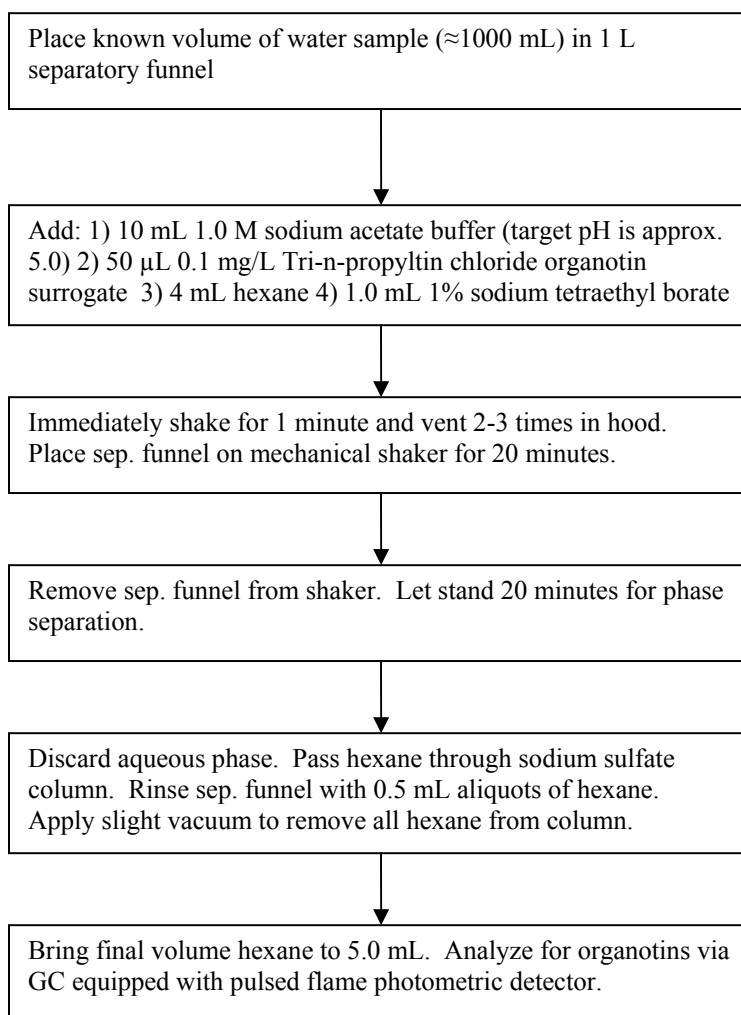 Place known volume of water sample (≈1000 mL) in 1 L
separatory funnel
Add: 1) 10 mL 1.0 M sodium acetate buffer (target pH is approx.
5.0) 2) 50 µL 0.1 mg/L Tri-n-propyltin chloride organotin
surrogate 3) 4 mL hexane 4) 1.0 mL 1% sodium tetraethyl borate
Immediately shake for 1 minute and vent 2-3 times in hood.
Place sep. funnel on mechanical shaker for 20 minutes.
Remove sep. funnel from shaker. Let stand 20 minutes for phase
separation.
Discard aqueous phase. Pass hexane through sodium sulfate
column. Rinse sep. funnel with 0.5 mL aliquots of hexane.
Apply slight vacuum to remove all hexane from column.
Bring final volume hexane to 5.0 mL. Analyze for organotins via
GC equipped with pulsed flame photometric detector.